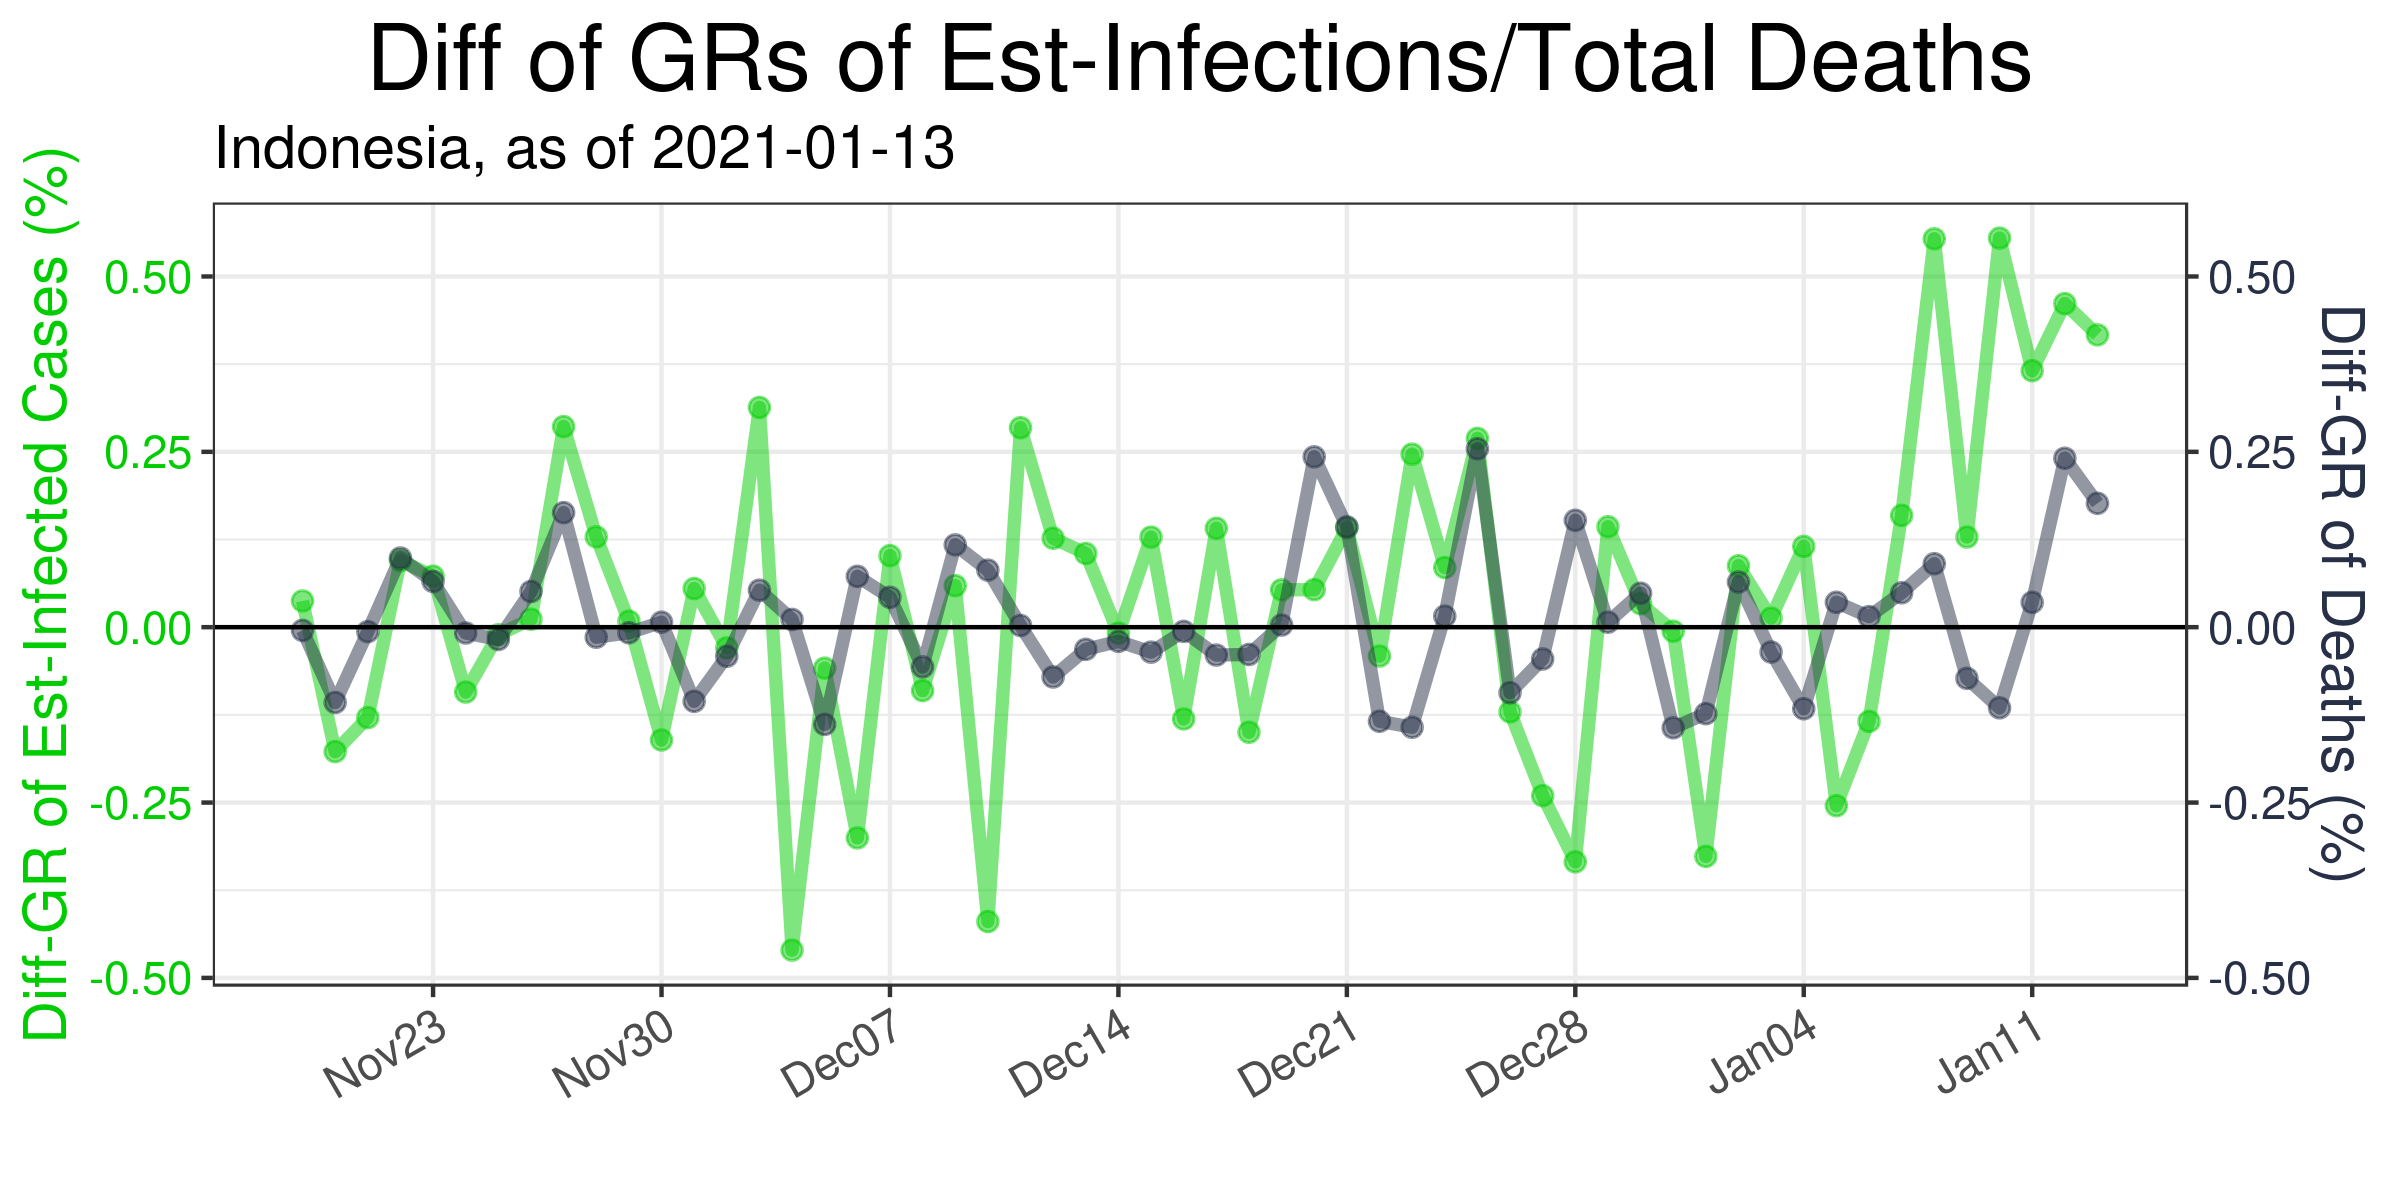 Diff of GRs of Est-Infections/Total Deaths
Indonesia, as of 2021-01-13
Diff-GR of Est-Infected Cases (%)
0.50
0.25
0.00
-0.25
-0.50
0.50
0.25
0.00
-0.25
-0.50
Diff-GR of Deaths (%)
Nov23
Nov30
Dec07
Dec14
Dec21
Dec28
Jan04
Jan11